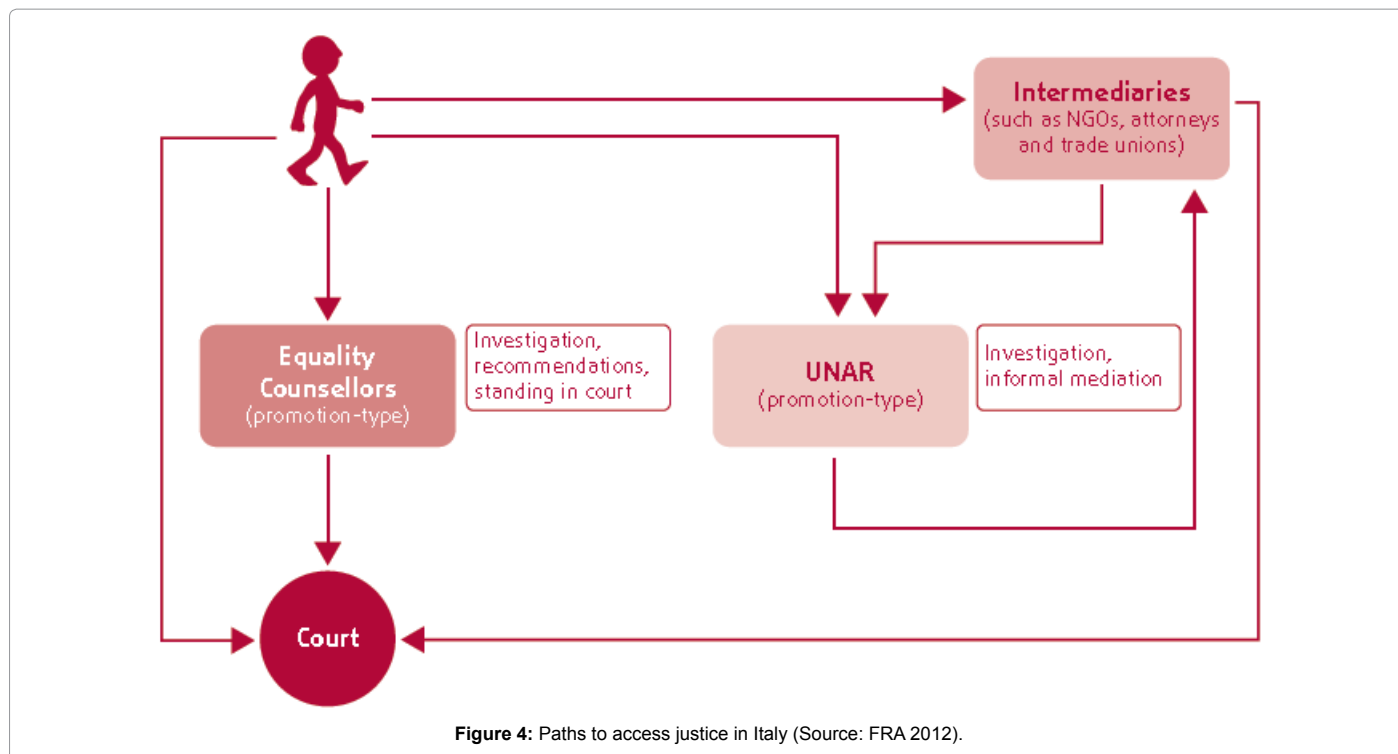 Intermediaries
(such as NGOs, attorneys
and trade unions)
Equality
Counsellors
(promotion-type)
Investigation,
recommendations,
standing in court
UNAR
(promotion-type)
Investigation,
informal mediation
Court
Figure 4: Paths to access justice in Italy (Source: FRA 2012).